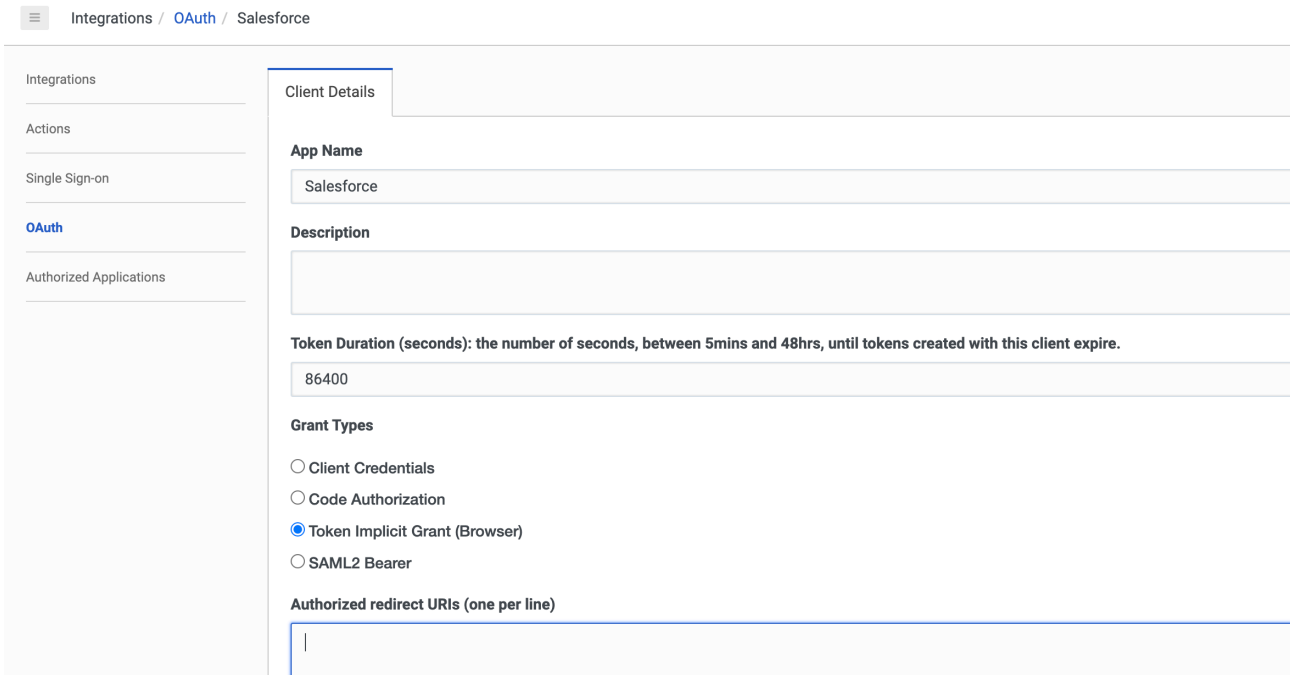 Integrations / OAuth / Salesforce
Integrations
Actions
Single Sign-on
OAuth
Authorized Applications
Client Details
App Name
Salesforce
Description
Token Duration (seconds): the number of seconds, between 5mins and 48hrs, until tokens created with this client expire.
86400
Grant Types
Client Credentials
Code Authorization
Token Implicit Grant (Browser)
SAML2 Bearer
Authorized redirect URIs (one per line)